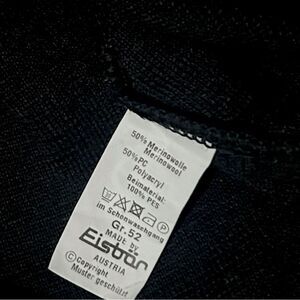 50% Merinowolle
Merinowool
50% PC
Polyacryl
Beimaterial:
100% PES
im Schonwaschgang
Gr. 52
MADE BY
Eisbär
AUSTRIA
© Copyright
Muster geschützt